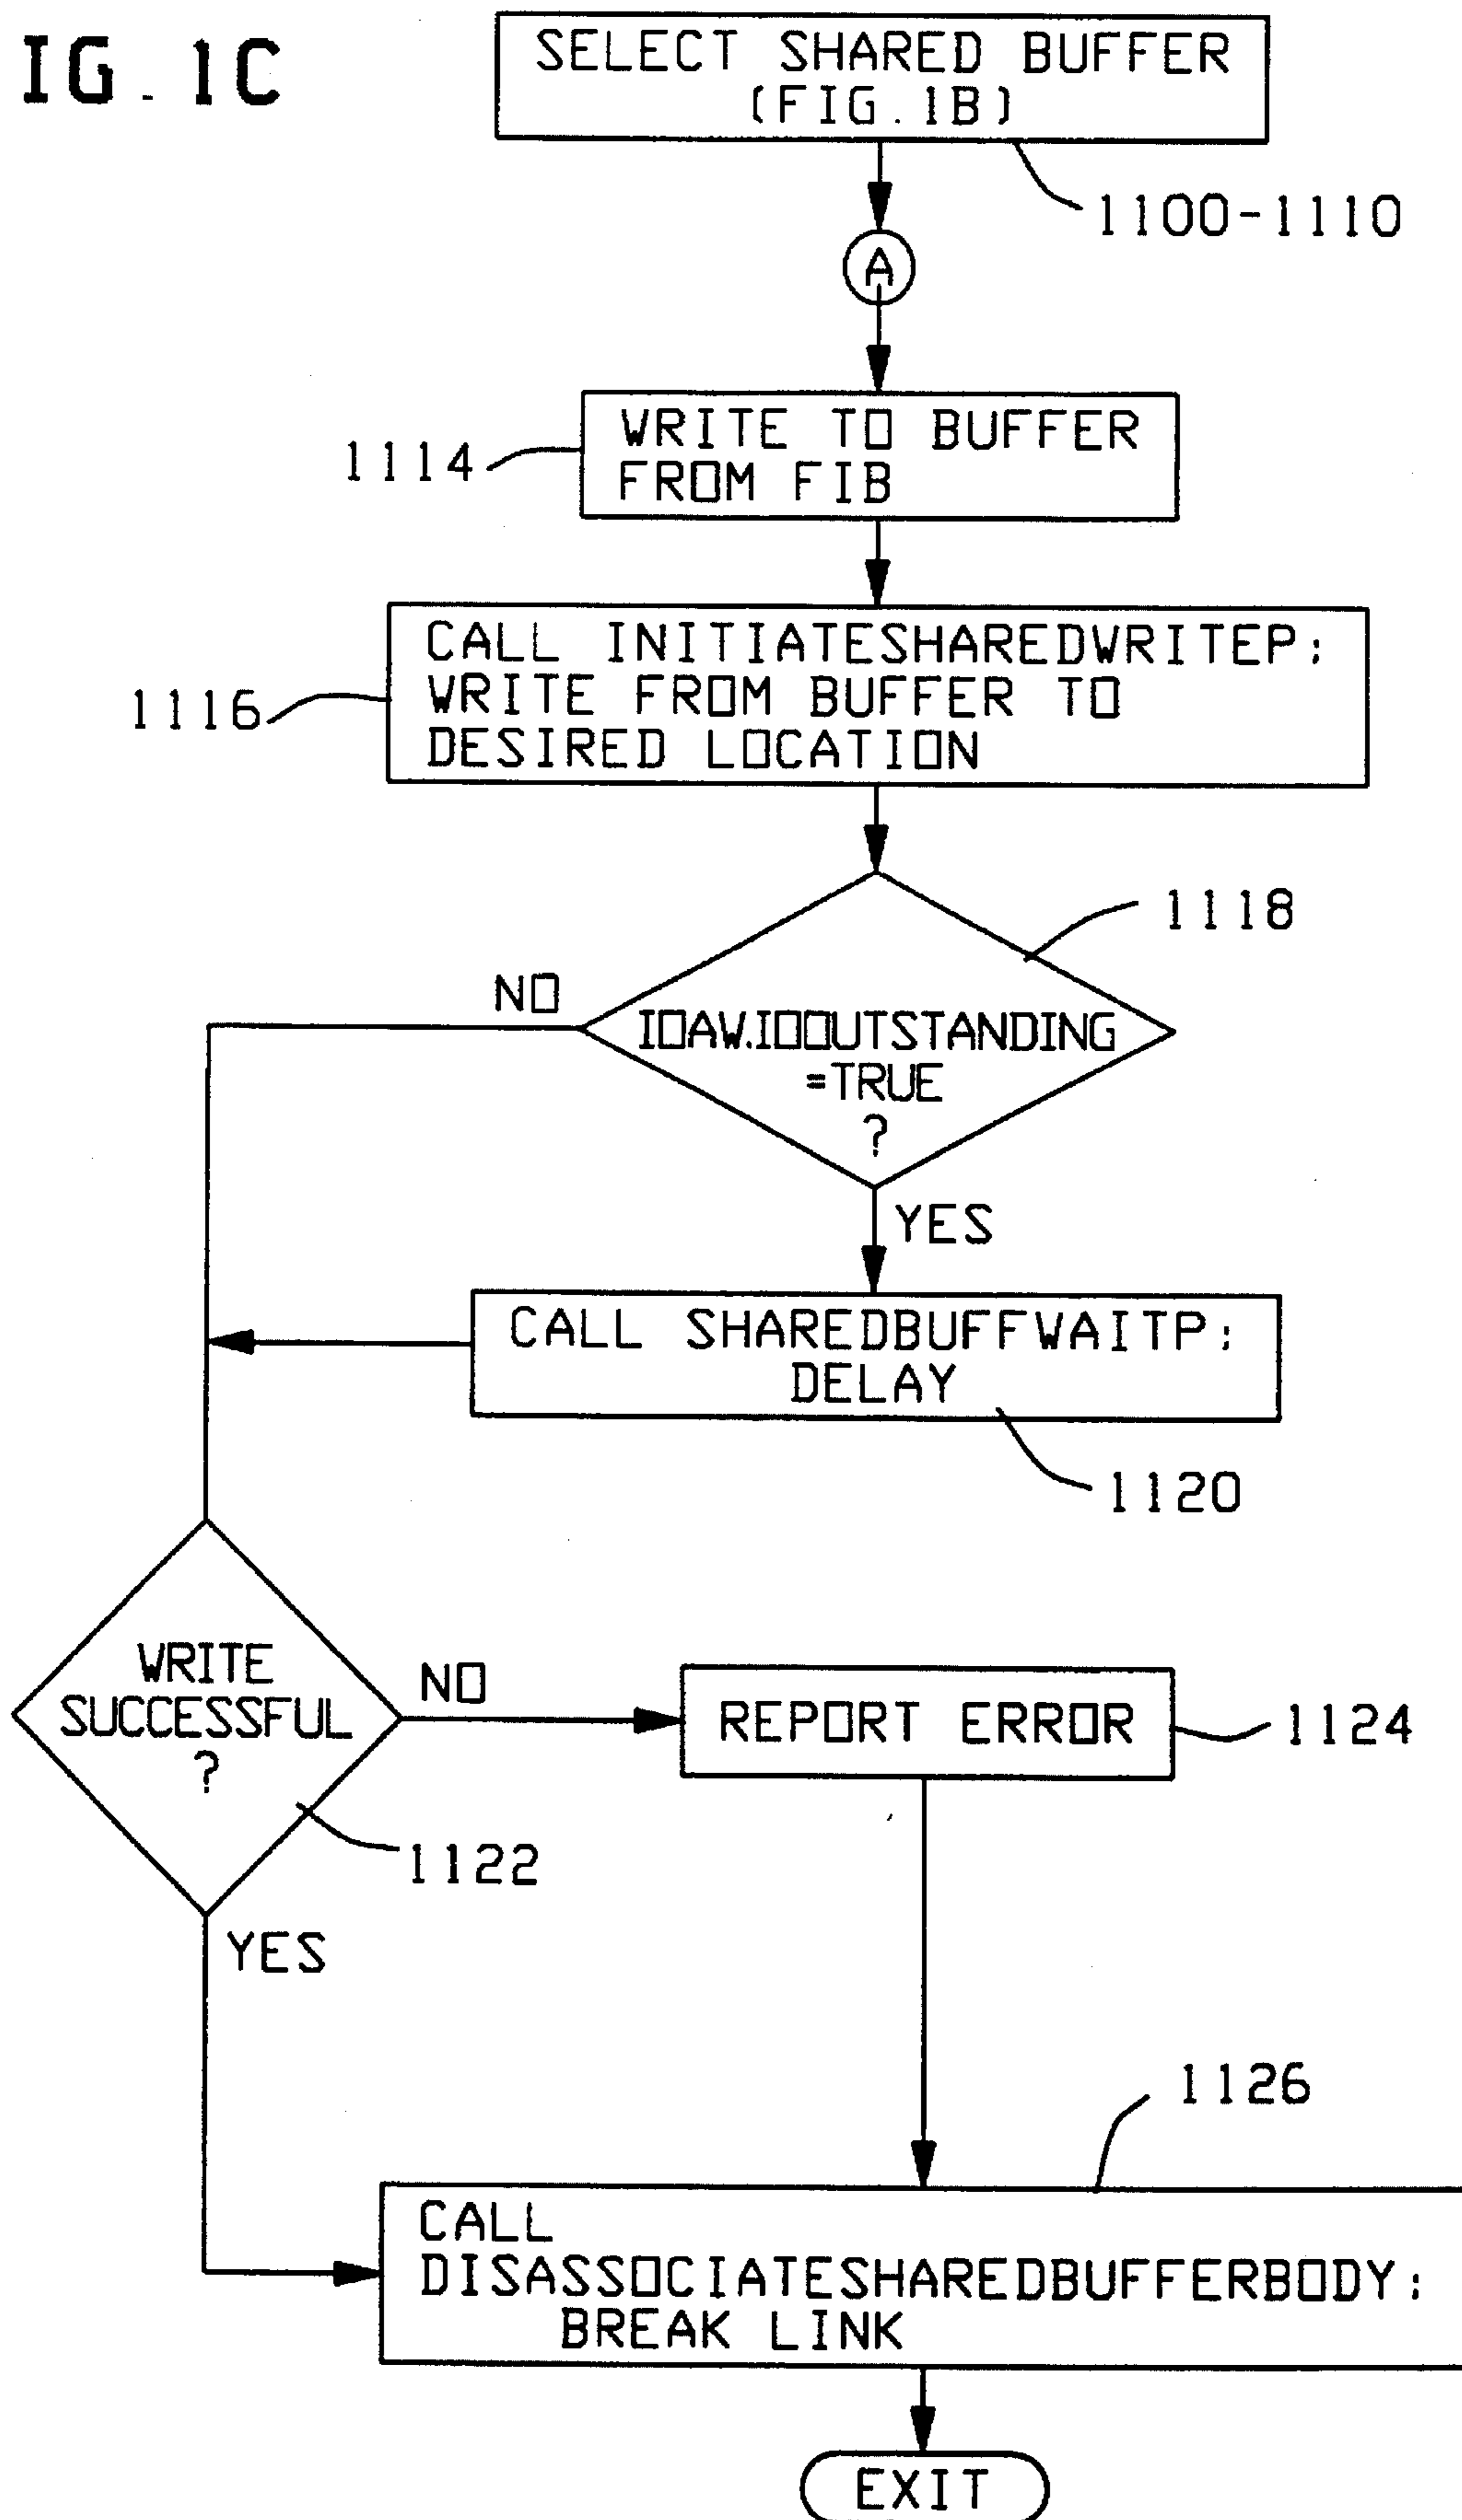 IG. 1C
SELECT SHARED BUFFER
(FIG. 1B)
1100-1110
A
WRITE TO BUFFER
FROM FIB
1114
CALL INITIATESHAREDWRITEP;
WRITE FROM BUFFER TO
DESIRED LOCATION
1116
1118
NO
IOAW.IOOUTSTANDING
=TRUE
?
YES
CALL SHAREDBUFFWAITP;
DELAY
1120
WRITE
SUCCESSFUL
?
NO
REPORT ERROR
1124
1122
YES
1126
CALL
DISASSOCIATESHAREDBUFFERBODY;
BREAK LINK
EXIT